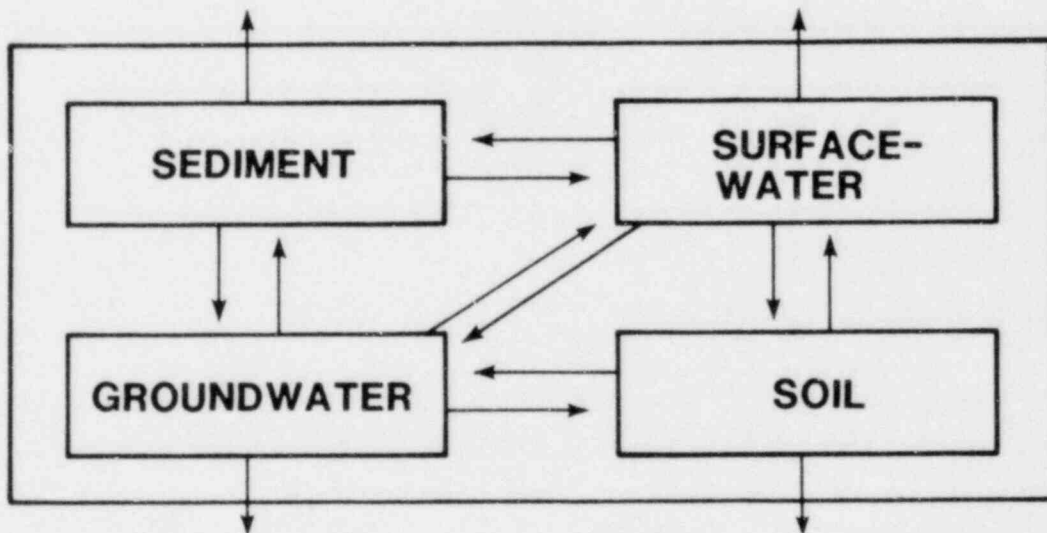 SEDIMENT
SURFACE-
WATER
GROUNDWATER
SOIL